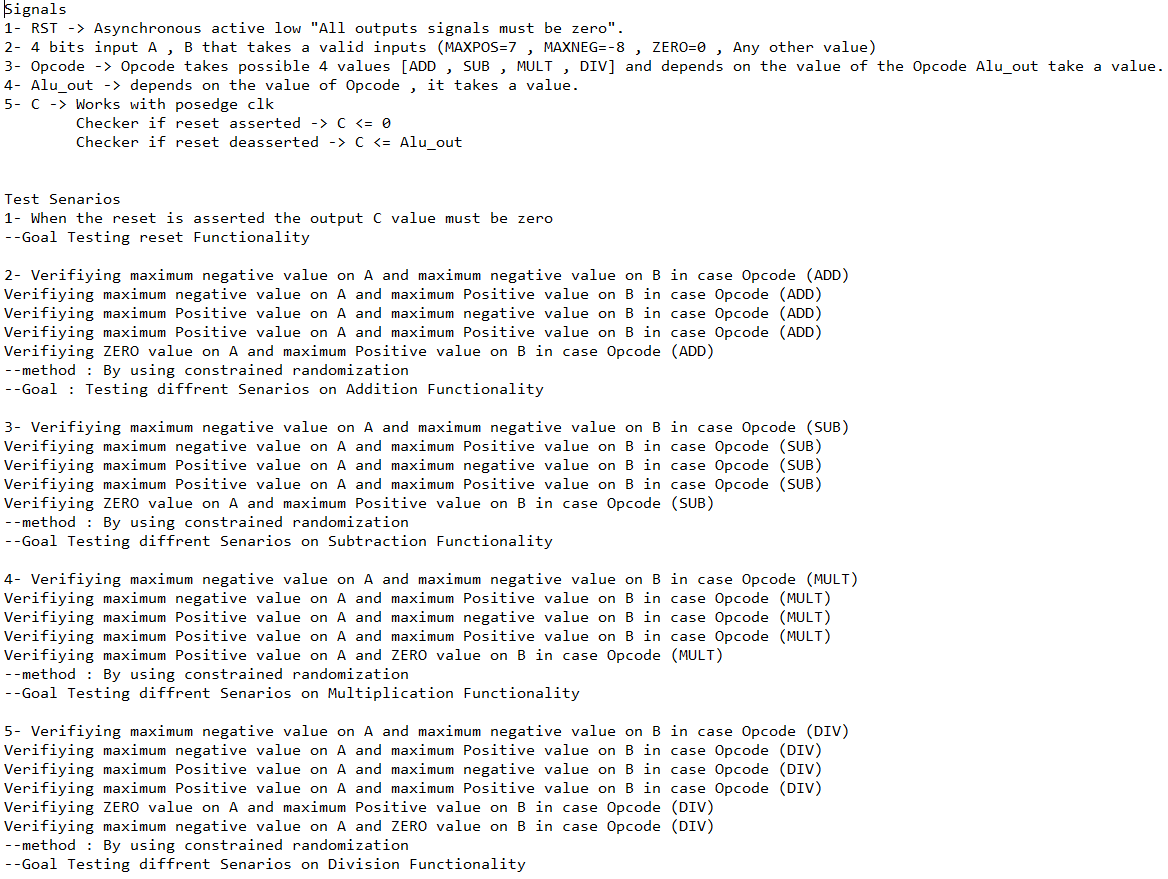 Signals
1- RST -> Asynchronous active low "All outputs signals must be zero".
2- 4 bits input A , B that takes a valid inputs (MAXPOS=7 , MAXNEG=-8 , ZERO=0 , Any other value)
3- Opcode -> Opcode takes possible 4 values [ADD , SUB , MULT , DIV] and depends on the value of the Opcode Alu_out take a value.
4- Alu_out -> depends on the value of Opcode , it takes a value.
5- C -> Works with posedge clk
Checker if reset asserted -> C <= 0
Checker if reset deasserted -> C <= Alu_out
Test Senarios
1- When the reset is asserted the output C value must be zero
--Goal Testing reset Functionality
2- Verifiying maximum negative value on A and maximum negative value on B in case Opcode (ADD)
Verifiying maximum negative value on A and maximum Positive value on B in case Opcode (ADD)
Verifiying maximum Positive value on A and maximum negative value on B in case Opcode (ADD)
Verifiying maximum Positive value on A and maximum Positive value on B in case Opcode (ADD)
Verifiying ZERO value on A and maximum Positive value on B in case Opcode (ADD)
--method : By using constrained randomization
--Goal : Testing diffrent Senarios on Addition Functionality
3- Verifiying maximum negative value on A and maximum negative value on B in case Opcode (SUB)
Verifiying maximum negative value on A and maximum Positive value on B in case Opcode (SUB)
Verifiying maximum Positive value on A and maximum negative value on B in case Opcode (SUB)
Verifiying maximum Positive value on A and maximum Positive value on B in case Opcode (SUB)
Verifiying ZERO value on A and maximum Positive value on B in case Opcode (SUB)
--method : By using constrained randomization
--Goal Testing diffrent Senarios on Subtraction Functionality
4- Verifiying maximum negative value on A and maximum negative value on B in case Opcode (MULT)
Verifiying maximum negative value on A and maximum Positive value on B in case Opcode (MULT)
Verifiying maximum Positive value on A and maximum negative value on B in case Opcode (MULT)
Verifiying maximum Positive value on A and maximum Positive value on B in case Opcode (MULT)
Verifiying maximum Positive value on A and ZERO value on B in case Opcode (MULT)
--method : By using constrained randomization
--Goal Testing diffrent Senarios on Multiplication Functionality
5- Verifiying maximum negative value on A and maximum negative value on B in case Opcode (DIV)
Verifiying maximum negative value on A and maximum Positive value on B in case Opcode (DIV)
Verifiying maximum Positive value on A and maximum negative value on B in case Opcode (DIV)
Verifiying maximum Positive value on A and maximum Positive value on B in case Opcode (DIV)
Verifiying ZERO value on A and maximum Positive value on B in case Opcode (DIV)
Verifiying maximum negative value on A and ZERO value on B in case Opcode (DIV)
--method : By using constrained randomization
--Goal Testing diffrent Senarios on Division Functionality